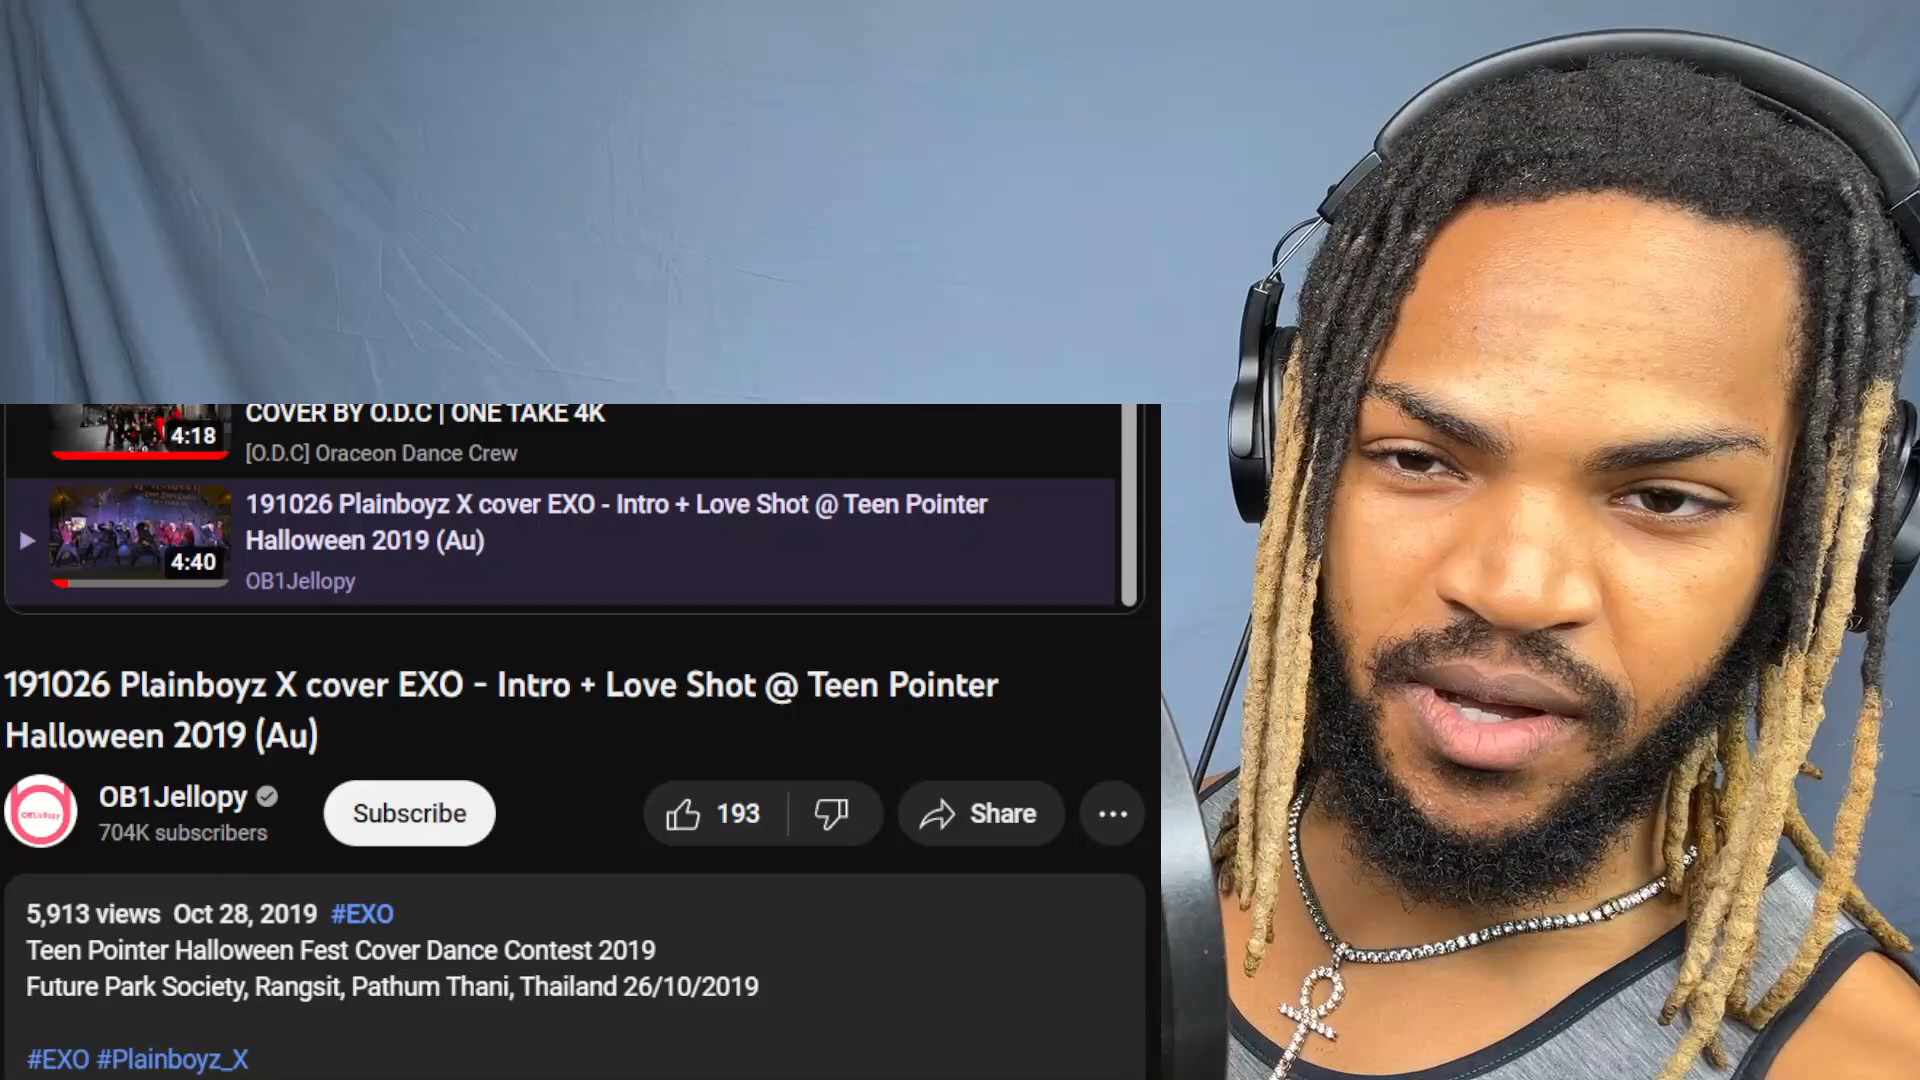 COVER BY O.D.C | ONE TAKE 4K
4:18
[O.D.C] Oraceon Dance Crew
191026 Plainboyz X cover EXO - Intro + Love Shot @ Teen Pointer
Halloween 2019 (Au)
4:40
OB1Jellopy
191026 Plainboyz X cover EXO - Intro + Love Shot @ Teen Pointer
Halloween 2019 (Au)
OB1Jellopy
OB1Jellopy
704K subscribers
Subscribe
193
Share
5,913 views Oct 28, 2019 #EXO
Teen Pointer Halloween Fest Cover Dance Contest 2019
Future Park Society, Rangsit, Pathum Thani, Thailand 26/10/2019
#EXO #Plainboyz_X